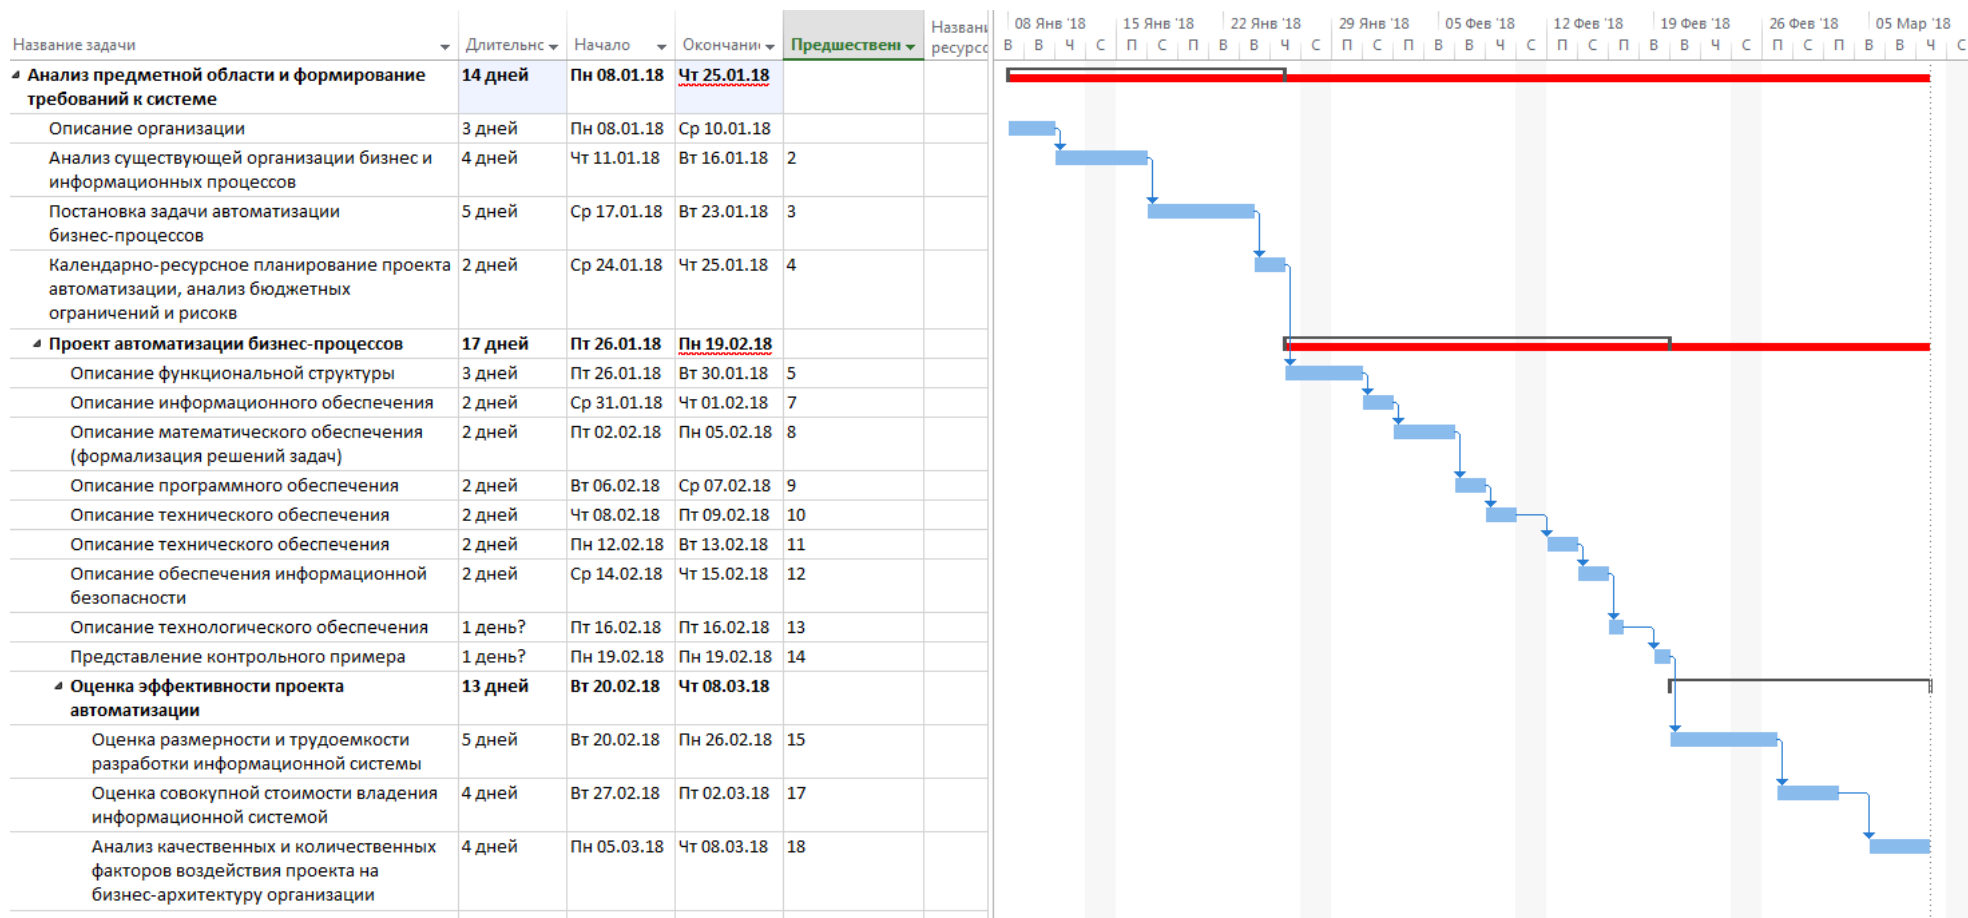 Название задачи Длительнс Начало Окончани Предшествені Названи
ресурсс
08 Янв '18 15 Янв '18 22 Янв '18 29 Янв '18 05 Фев '18 12 Фев '18 19 Фев '18 26 Фев '18 05 Мар '18
В В Ч С П С П В В Ч С П С П В В Ч С П С П В В Ч С П С П В В Ч С
Анализ предметной области и формирование 14 дней Пн 08.01.18 Чт 25.01.18
требований к системе
Описание организации 3 дней Пн 08.01.18 Ср 10.01.18
Анализ существующей организации бизнес и 4 дней Чт 11.01.18 Вт 16.01.18 2
информационных процессов
Постановка задачи автоматизации 5 дней Ср 17.01.18 Вт 23.01.18 3
бизнес-процессов
Календарно-ресурсное планирование проекта 2 дней Ср 24.01.18 Чт 25.01.18 4
автоматизации, анализ бюджетных
ограничений и рисокв
Проект автоматизации бизнес-процессов 17 дней Пт 26.01.18 Пн 19.02.18
Описание функциональной структуры 3 дней Пт 26.01.18 Вт 30.01.18 5
Описание информационного обеспечения 2 дней Ср 31.01.18 Чт 01.02.18 7
Описание математического обеспечения 2 дней Пт 02.02.18 Пн 05.02.18 8
(формализация решений задач)
Описание программного обеспечения 2 дней Вт 06.02.18 Ср 07.02.18 9
Описание технического обеспечения 2 дней Чт 08.02.18 Пт 09.02.18 10
Описание технического обеспечения 2 дней Пн 12.02.18 Вт 13.02.18 11
Описание обеспечения информационной 2 дней Ср 14.02.18 Чт 15.02.18 12
безопасности
Описание технологического обеспечения 1 день? Пт 16.02.18 Пт 16.02.18 13
Представление контрольного примера 1 день? Пн 19.02.18 Пн 19.02.18 14
Оценка эффективности проекта 13 дней Вт 20.02.18 Чт 08.03.18
автоматизации
Оценка размерности и трудоемкости 5 дней Вт 20.02.18 Пн 26.02.18 15
разработки информационной системы
Оценка совокупной стоимости владения 4 дней Вт 27.02.18 Пт 02.03.18 17
информационной системой
Анализ качественных и количественных 4 дней Пн 05.03.18 Чт 08.03.18 18
факторов воздействия проекта на
бизнес-архитектуру организации